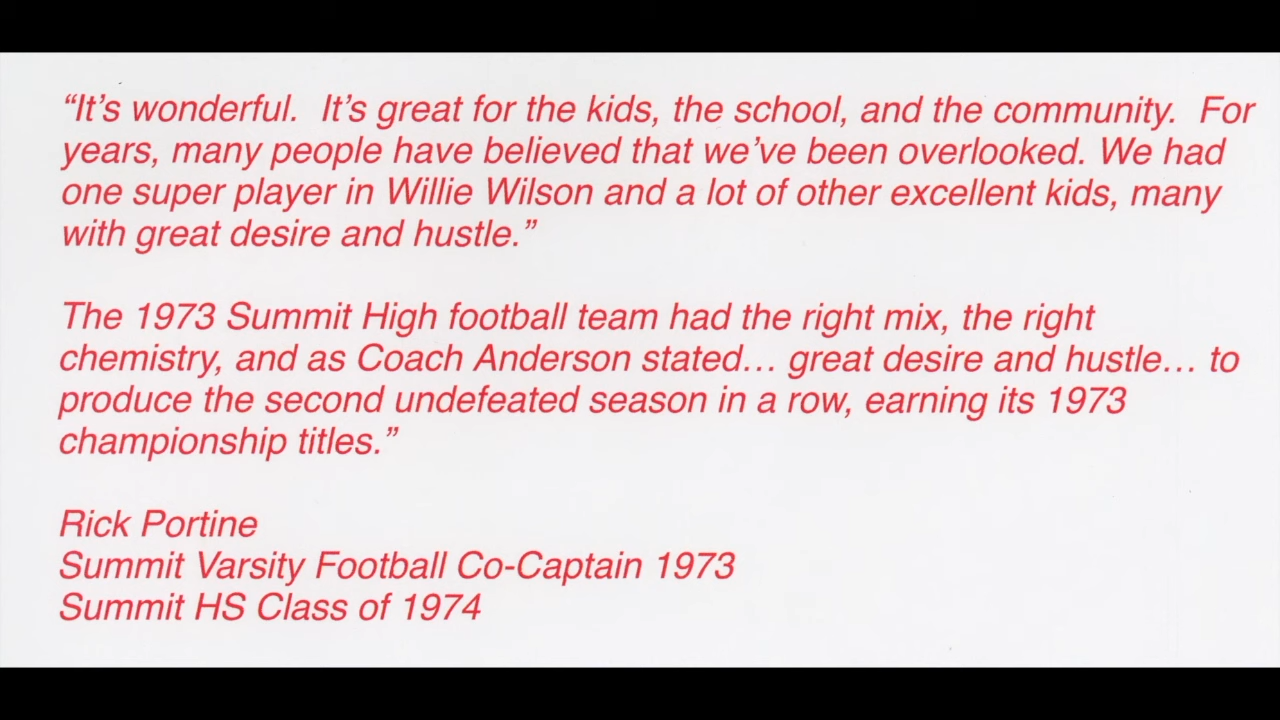 “It’s wonderful.  It’s great for the kids, the school, and the community.  For
years, many people have believed that we’ve been overlooked. We had
one super player in Willie Wilson and a lot of other excellent kids, many
with great desire and hustle.”
The 1973 Summit High football team had the right mix, the right
chemistry, and as Coach Anderson stated… great desire and hustle… to
produce the second undefeated season in a row, earning its 1973
championship titles.”
Rick Portine
Summit Varsity Football Co-Captain 1973
Summit HS Class of 1974